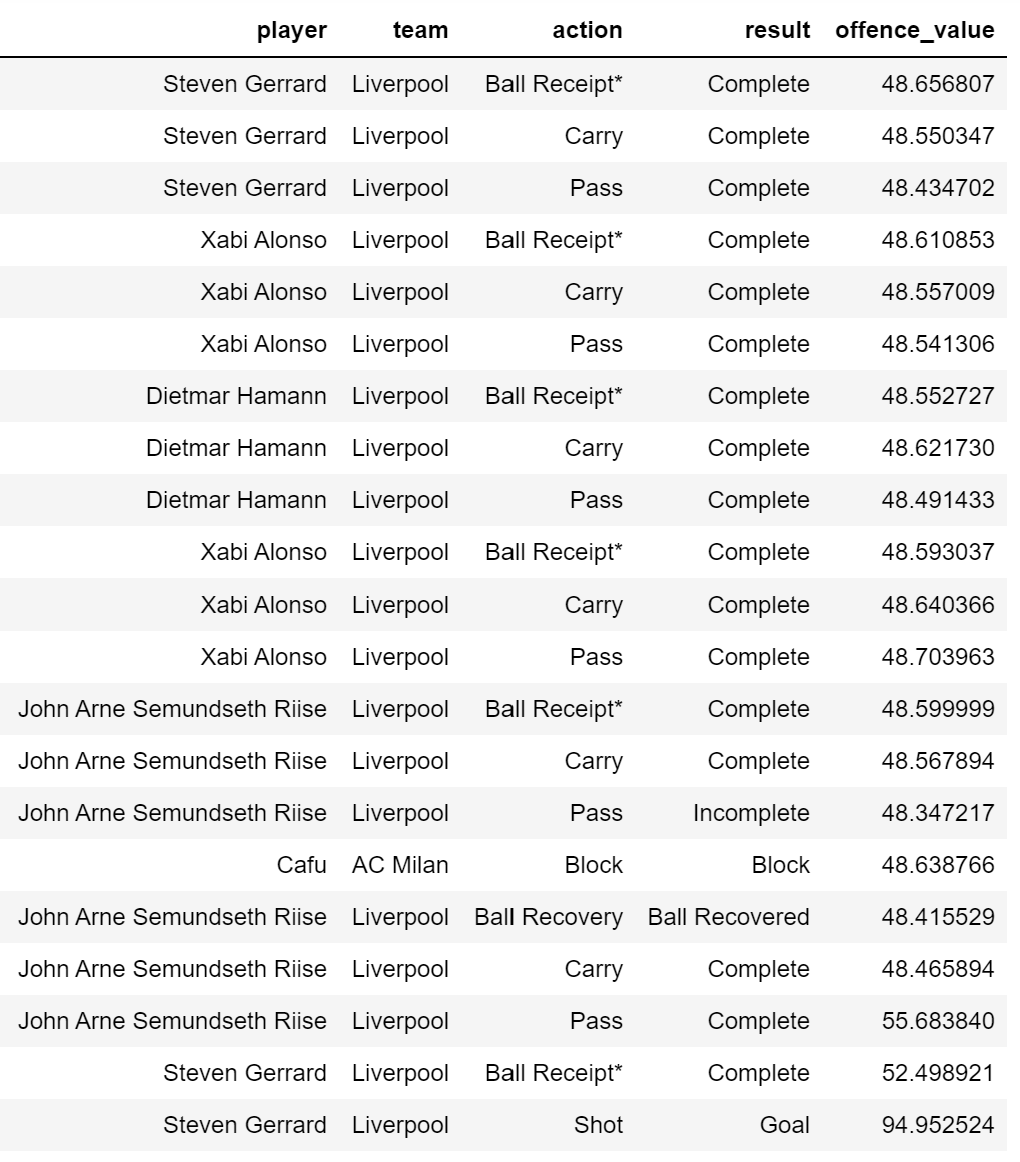 player team action result offence_value
Steven Gerrard Liverpool Ball Receipt* Complete 48.656807
Steven Gerrard Liverpool Carry Complete 48.550347
Steven Gerrard Liverpool Pass Complete 48.434702
Xabi Alonso Liverpool Ball Receipt* Complete 48.610853
Xabi Alonso Liverpool Carry Complete 48.557009
Xabi Alonso Liverpool Pass Complete 48.541306
Dietmar Hamann Liverpool Ball Receipt* Complete 48.552727
Dietmar Hamann Liverpool Carry Complete 48.621730
Dietmar Hamann Liverpool Pass Complete 48.491433
Xabi Alonso Liverpool Ball Receipt* Complete 48.593037
Xabi Alonso Liverpool Carry Complete 48.640366
Xabi Alonso Liverpool Pass Complete 48.703963
John Arne Semundseth Riise Liverpool Ball Receipt* Complete 48.599999
John Arne Semundseth Riise Liverpool Carry Complete 48.567894
John Arne Semundseth Riise Liverpool Pass Incomplete 48.347217
Cafu AC Milan Block Block 48.638766
John Arne Semundseth Riise Liverpool Ball Recovery Ball Recovered 48.415529
John Arne Semundseth Riise Liverpool Carry Complete 48.465894
John Arne Semundseth Riise Liverpool Pass Complete 55.683840
Steven Gerrard Liverpool Ball Receipt* Complete 52.498921
Steven Gerrard Liverpool Shot Goal 94.952524